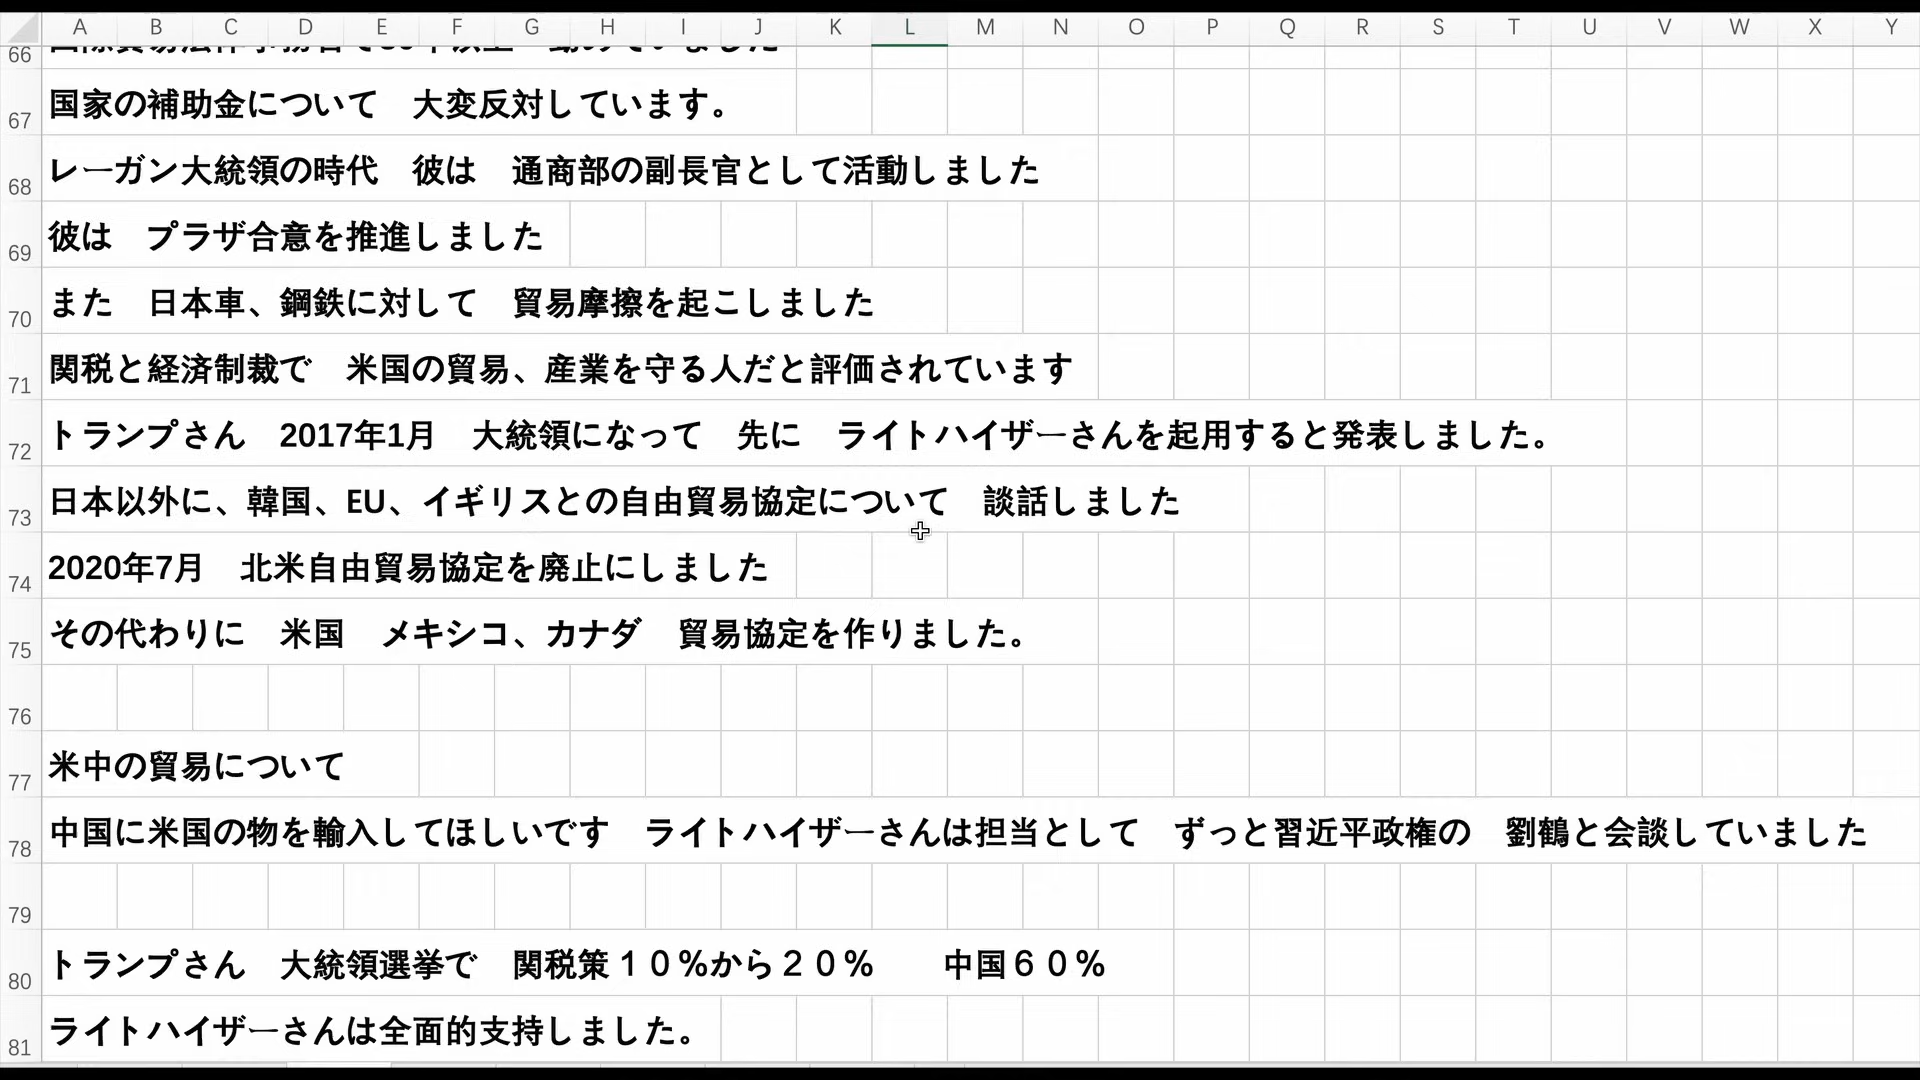 A B C D E F G H I J K L M N O P Q R S T U V W X Y
66
67 国家の補助金について　大変反対しています。
68 レーガン大統領の時代　彼は　通商部の副長官として活動しました
69 彼は　プラザ合意を推進しました
70 また　日本車、鋼鉄に対して　貿易摩擦を起こしました
71 関税と経済制裁で　米国の貿易、産業を守る人だと評価されています
72 トランプさん　2017年1月　大統領になって　先に　ライトハイザーさんを起用すると発表しました。
73 日本以外に、韓国、EU、イギリスとの自由貿易協定について　談話しました
74 2020年7月　北米自由貿易協定を廃止にしました
75 その代わりに　米国　メキシコ、カナダ　貿易協定を作りました。
76
77 米中の貿易について
78 中国に米国の物を輸入してほしいです　ライトハイザーさんは担当として　ずっと習近平政権の　劉鶴と会談していました
79
80 トランプさん　大統領選挙で　関税策１０％から２０％　　中国６０％
81 ライトハイザーさんは全面的支持しました。